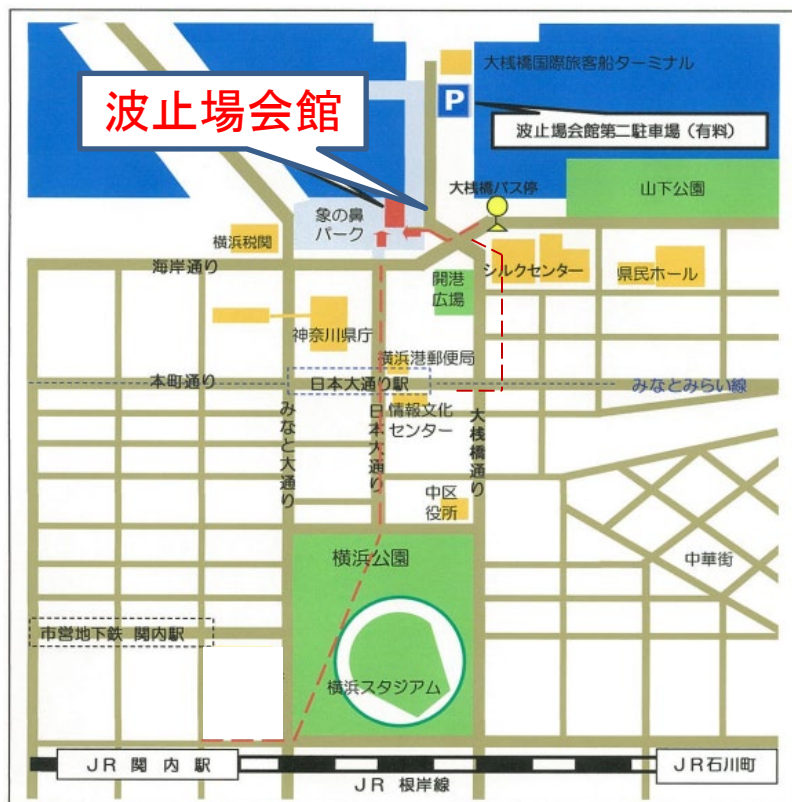 大桟橋国際旅客船ターミナル
波止場会館
P
波止場会館第二駐車場（有料）
大桟橋バス停
山下公園
象の鼻
パーク
横浜税関
海岸通り
開港
広場
シルクセンター
県民ホール
神奈川県庁
横浜港郵便局
本町通り
日本大通り駅
みなとみらい線
みなと大通り
日本大通り
情報文化
センター
大桟橋通り
中区
役所
横浜公園
中華街
市営地下鉄 関内駅
横浜スタジアム
ＪＲ 関 内 駅
ＪＲ石川町
ＪＲ 根岸線